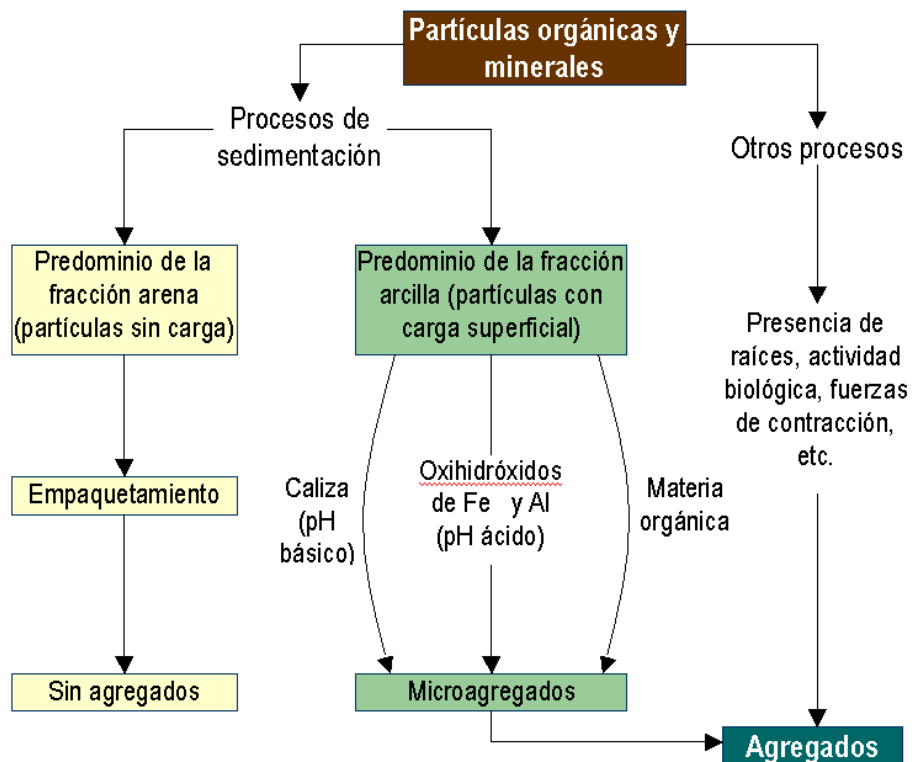 Partículas orgánicas y
minerales
Procesos de
sedimentación
Otros procesos
Predominio de la
fracción arena
(partículas sin carga)
Predominio de la fracción
arcilla (partículas con
carga superficial)
Presencia de
raíces, actividad
biológica, fuerzas
de contracción,
etc.
Empaquetamiento
Caliza
(pH
básico)
Oxihidróxidos
de Fe y Al
(pH ácido)
Materia
orgánica
Sin agregados
Microagregados
Agregados